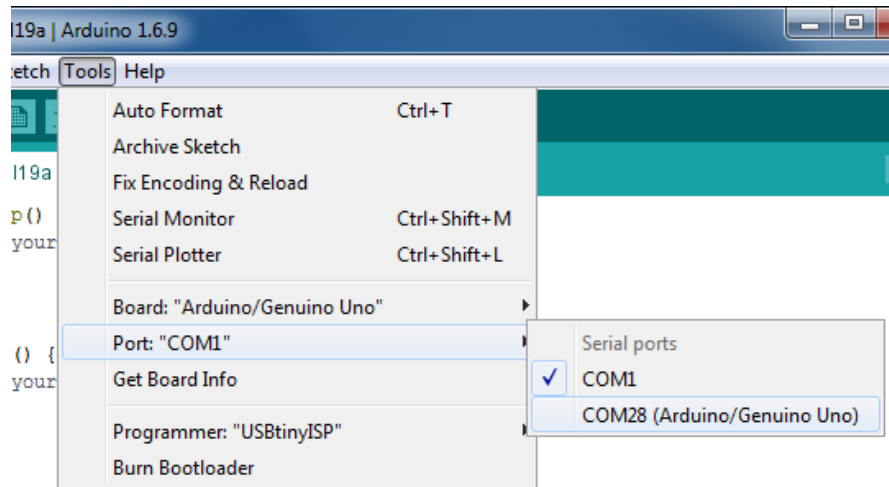 l19a | Arduino 1.6.9
ketch Tools Help
Auto Format Ctrl+T
Archive Sketch
l19a
Fix Encoding & Reload
p() Serial Monitor Ctrl+Shift+M
your
Serial Plotter Ctrl+Shift+L
Board: "Arduino/Genuino Uno"
Port: "COM1"
Serial ports
() {
your
Get Board Info
COM1
COM28 (Arduino/Genuino Uno)
Programmer: "USBtinyISP"
Burn Bootloader